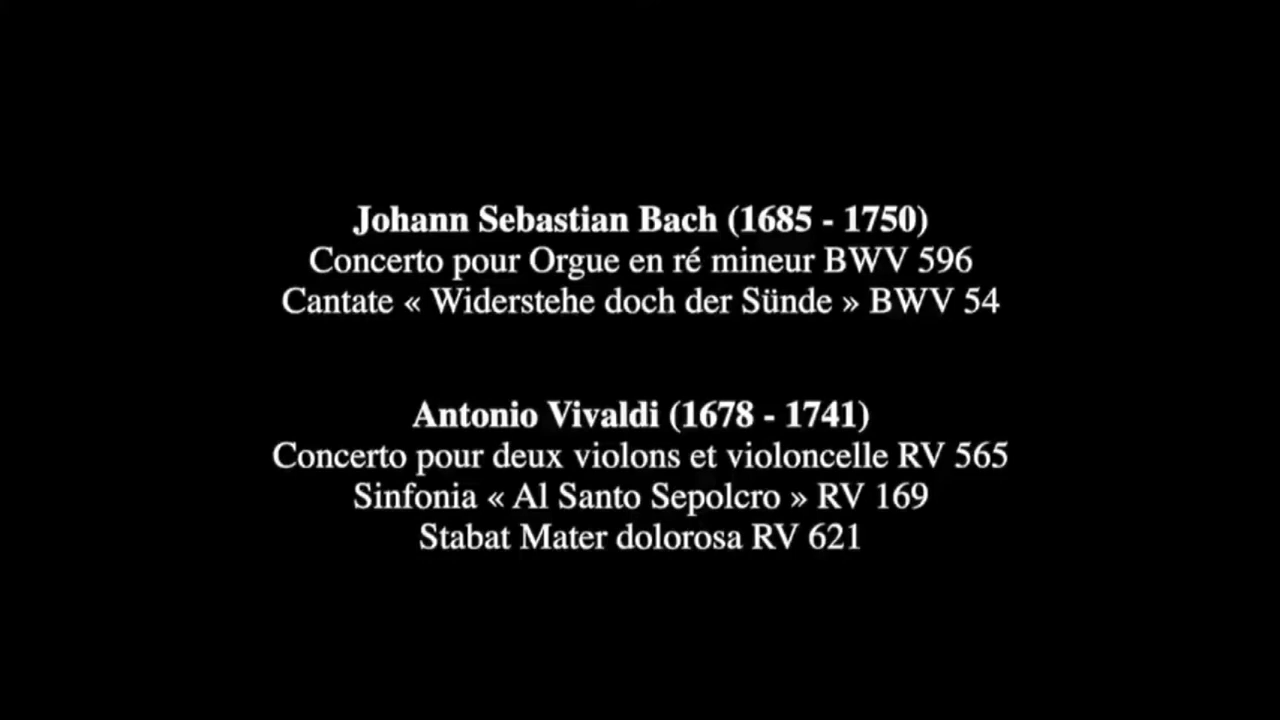 Johann Sebastian Bach (1685 - 1750)
Concerto pour Orgue en ré mineur BWV 596
Cantate « Widerstehe doch der Sünde » BWV 54
Antonio Vivaldi (1678 - 1741)
Concerto pour deux violons et violoncelle RV 565
Sinfonia « Al Santo Sepolcro » RV 169
Stabat Mater dolorosa RV 621